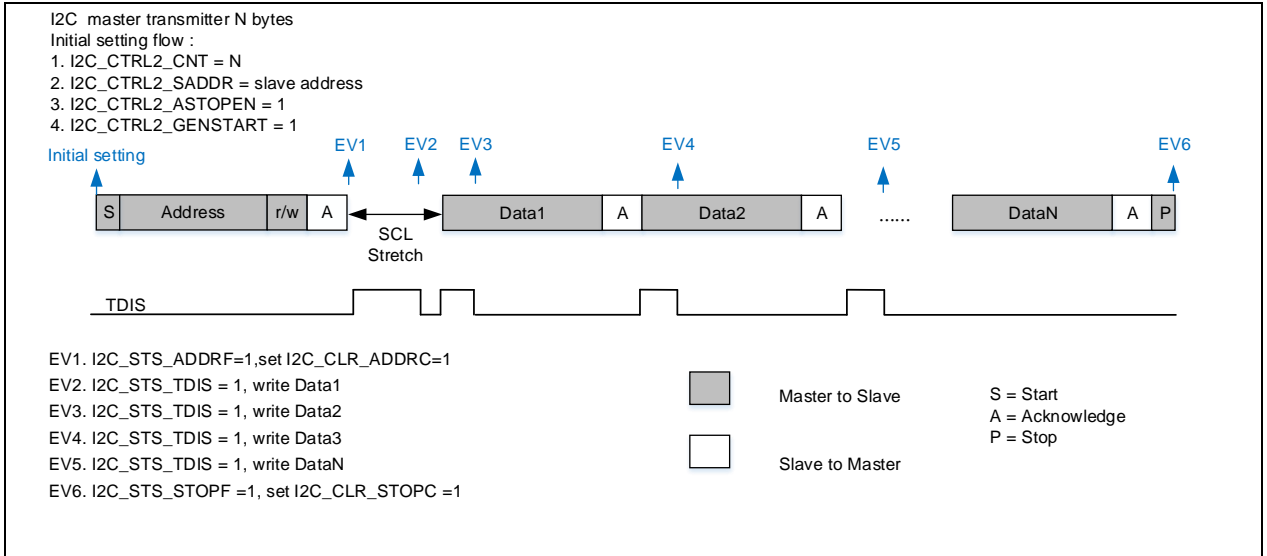 I2C master transmitter N bytes
Initial setting flow :
1. I2C_CTRL2_CNT = N
2. I2C_CTRL2_SADDR = slave address
3. I2C_CTRL2_ASTOPEN = 1
4. I2C_CTRL2_GENSTART = 1
Initial setting
EV1 EV2 EV3 EV4 EV5 EV6
S Address r/w A Data1 A Data2 A ...... DataN A P
SCL
Stretch
TDIS
EV1. I2C_STS_ADDRF=1,set I2C_CLR_ADDRC=1
EV2. I2C_STS_TDIS = 1, write Data1
EV3. I2C_STS_TDIS = 1, write Data2
EV4. I2C_STS_TDIS = 1, write Data3
EV5. I2C_STS_TDIS = 1, write DataN
EV6. I2C_STS_STOPF =1, set I2C_CLR_STOPC =1
Master to Slave
Slave to Master
S = Start
A = Acknowledge
P = Stop